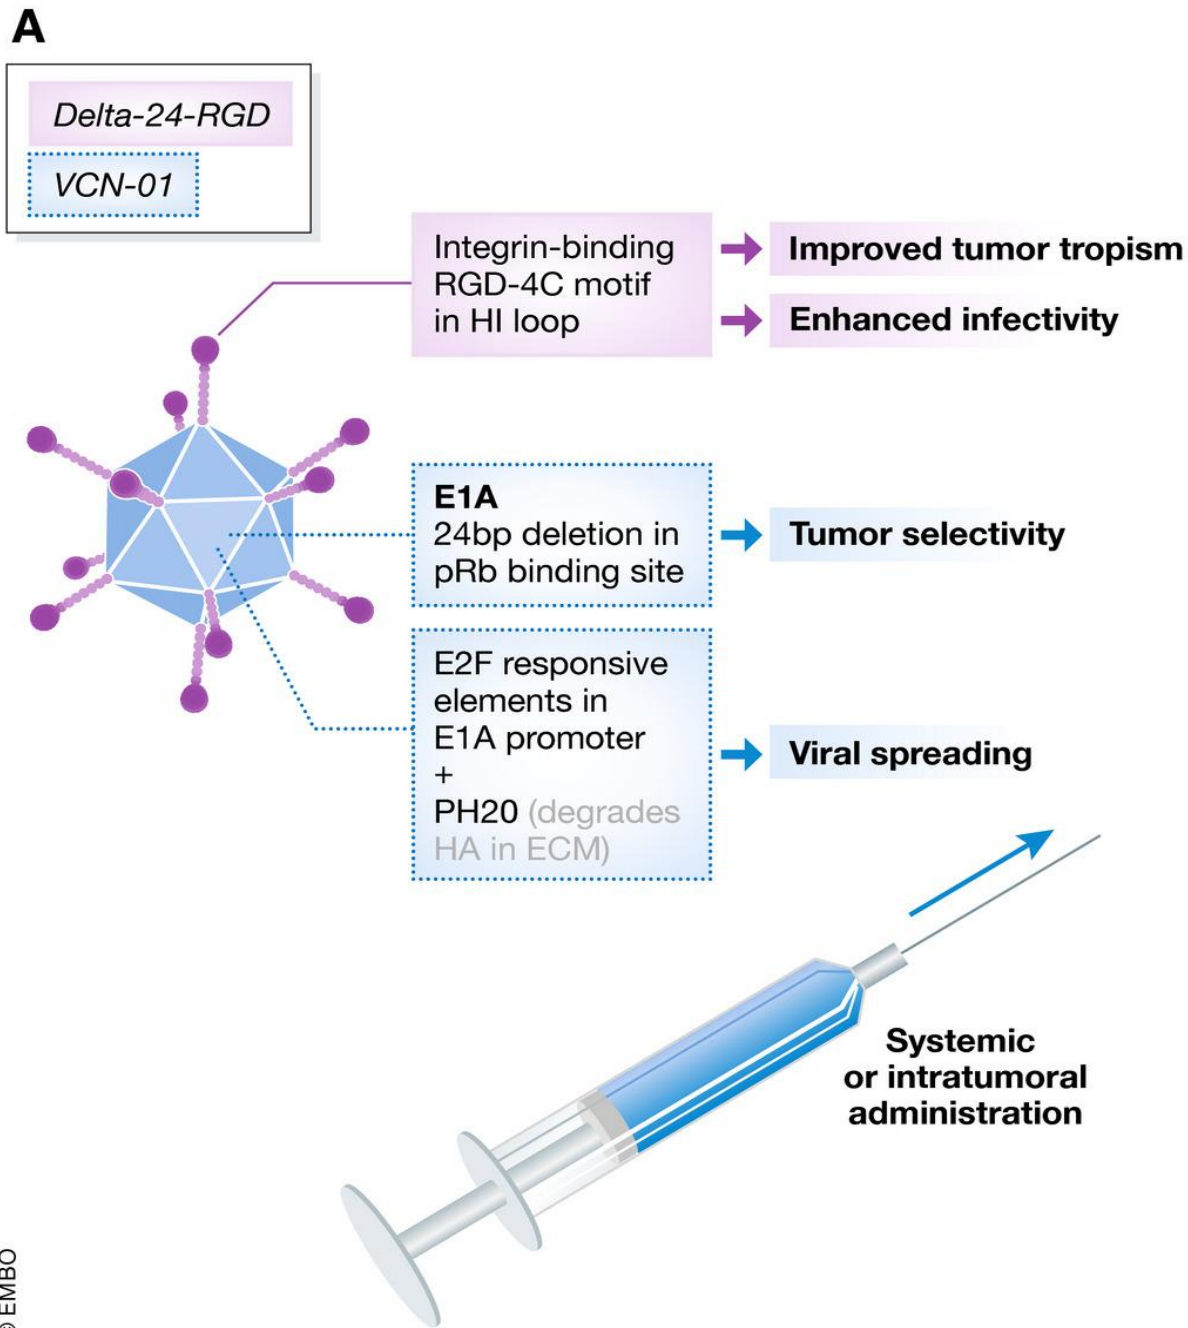 A
Delta-24-RGD
VCN-01
Integrin-binding
RGD-4C motif
in HI loop
Improved tumor tropism
Enhanced infectivity
E1A
24bp deletion in
pRb binding site
Tumor selectivity
E2F responsive
elements in
E1A promoter
+
PH20 (degrades
HA in ECM)
Viral spreading
Systemic
or intratumoral
administration
© EMBO